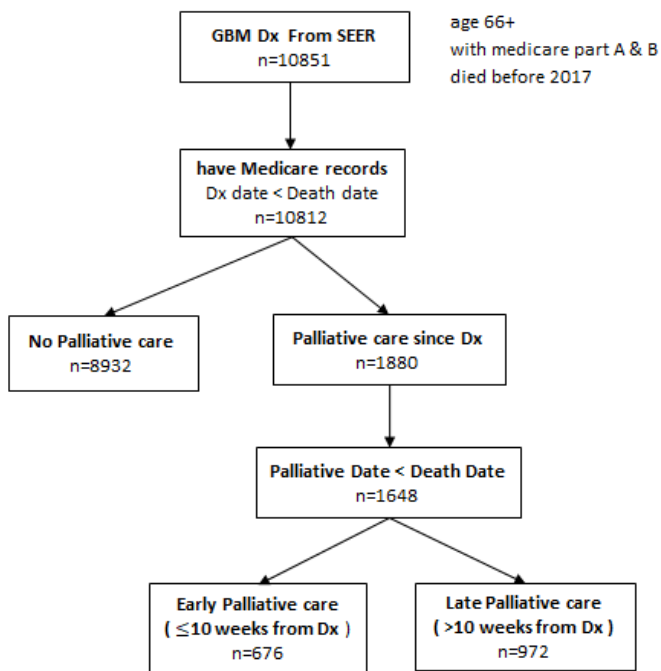 GBM Dx From SEER
n=10851
age 66+
with medicare part A & B
died before 2017
have Medicare records
Dx date < Death date
n=10812
No Palliative care
n=8932
Palliative care since Dx
n=1880
Palliative Date < Death Date
n=1648
Early Palliative care
( ≤10 weeks from Dx )
n=676
Late Palliative care
( >10 weeks from Dx )
n=972